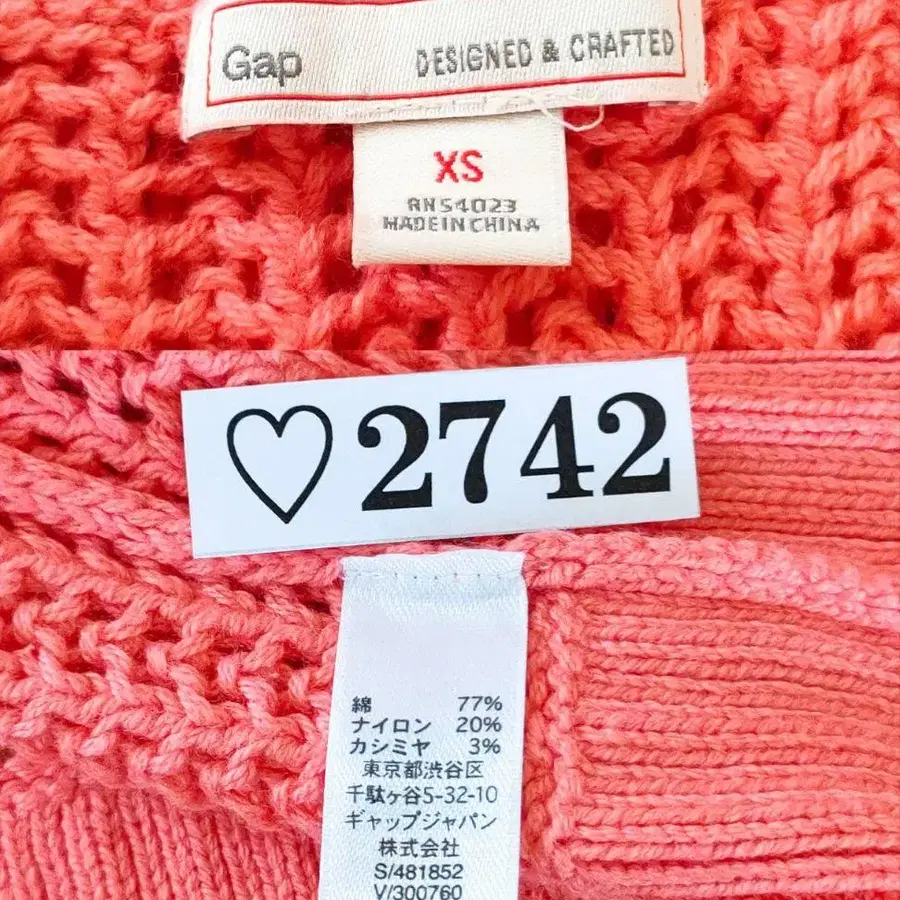 Gap DESIGNED & CRAFTED
XS
RN54023
MADE IN CHINA
♡2742
綿 77%
ナイロン 20%
カシミヤ 3%
東京都渋谷区
千駄ヶ谷5-32-10
ギャップジャパン
株式会社
S/481852
V/300760